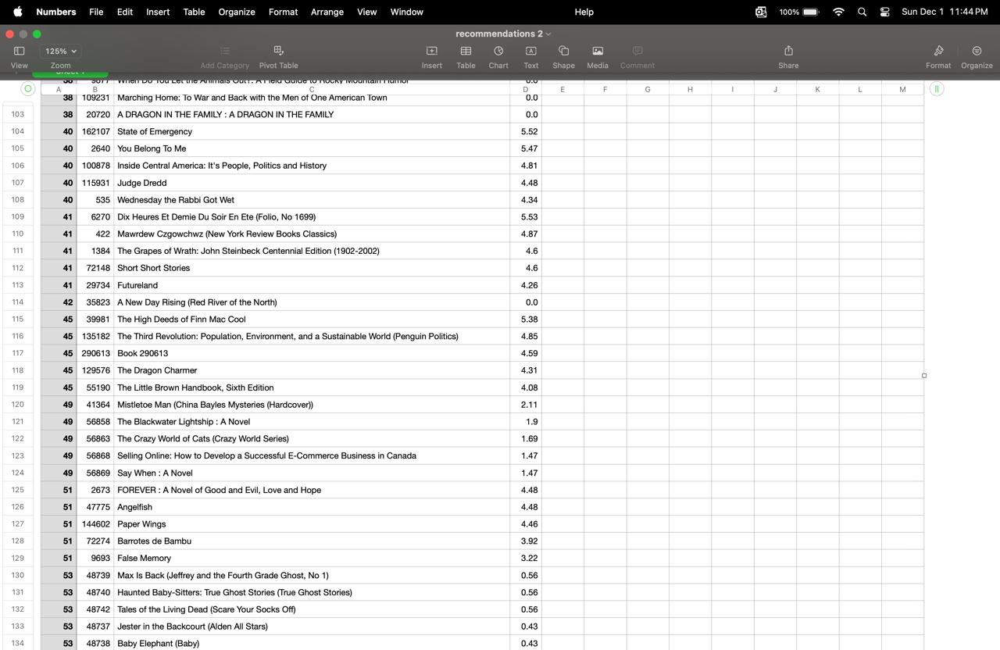 Numbers File Edit Insert Table Organize Format Arrange View Window Help 100% Sun Dec 1 11:44 PM
recommendations 2
125%
View Zoom Add Category Pivot Table Insert Table Chart Text Shape Media Comment Share Format Organize
Sheet 1
38 9877 When Do You Let the Animals Out?: A Field Guide to Rocky Mountain Humor 0.0
A B C D E F G H I J K L M
38 109231 Marching Home: To War and Back with the Men of One American Town 0.0
103 38 20720 A DRAGON IN THE FAMILY : A DRAGON IN THE FAMILY 0.0
104 40 162107 State of Emergency 5.52
105 40 2640 You Belong To Me 5.47
106 40 100878 Inside Central America: It's People, Politics and History 4.81
107 40 115931 Judge Dredd 4.48
108 40 535 Wednesday the Rabbi Got Wet 4.34
109 41 6270 Dix Heures Et Demie Du Soir En Ete (Folio, No 1699) 5.53
110 41 422 Mawrdew Czgowchwz (New York Review Books Classics) 4.87
111 41 1384 The Grapes of Wrath: John Steinbeck Centennial Edition (1902-2002) 4.6
112 41 72148 Short Short Stories 4.6
113 41 29734 Futureland 4.26
114 42 35823 A New Day Rising (Red River of the North) 0.0
115 45 39981 The High Deeds of Finn Mac Cool 5.38
116 45 135182 The Third Revolution: Population, Environment, and a Sustainable World (Penguin Politics) 4.85
117 45 290613 Book 290613 4.59
118 45 129576 The Dragon Charmer 4.31
119 45 55190 The Little Brown Handbook, Sixth Edition 4.08
120 49 41364 Mistletoe Man (China Bayles Mysteries (Hardcover)) 2.11
121 49 56858 The Blackwater Lightship : A Novel 1.9
122 49 56863 The Crazy World of Cats (Crazy World Series) 1.69
123 49 56868 Selling Online: How to Develop a Successful E-Commerce Business in Canada 1.47
124 49 56869 Say When : A Novel 1.47
125 51 2673 FOREVER : A Novel of Good and Evil, Love and Hope 4.48
126 51 47775 Angelfish 4.48
127 51 144602 Paper Wings 4.46
128 51 72274 Barrotes de Bambu 3.92
129 51 9693 False Memory 3.22
130 53 48739 Max Is Back (Jeffrey and the Fourth Grade Ghost, No 1) 0.56
131 53 48740 Haunted Baby-Sitters: True Ghost Stories (True Ghost Stories) 0.56
132 53 48742 Tales of the Living Dead (Scare Your Socks Off) 0.56
133 53 48737 Jester in the Backcourt (Alden All Stars) 0.43
134 53 48738 Baby Elephant (Baby) 0.43